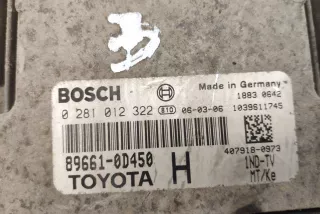 B
BOSCH
Made in Germany
1883 0642
0 281 012 322 810 06-03-06 1039S11745
89661-0D450
407918-0973
TOYOTA H 1ND-TV
MT/Ke